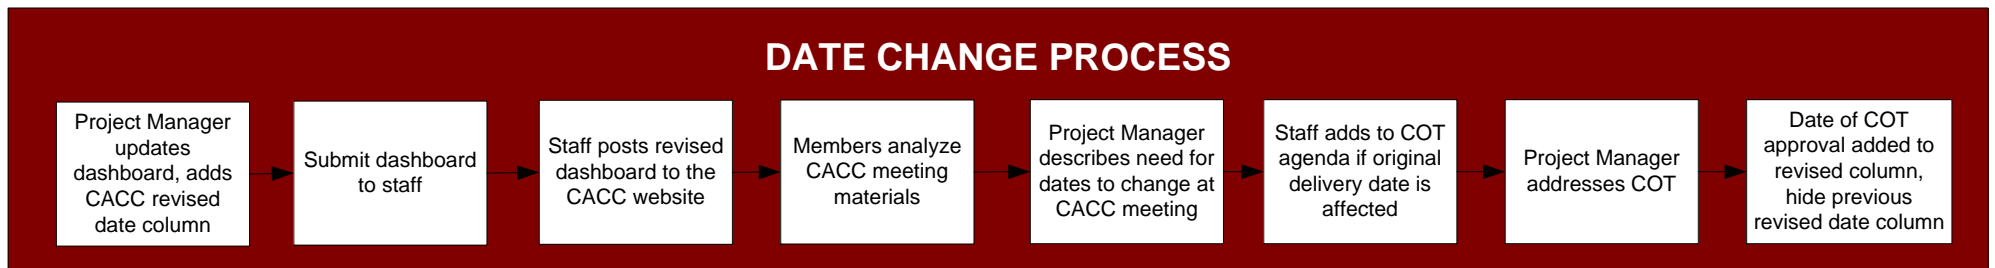 DATE CHANGE PROCESS
Project Manager
updates
dashboard, adds
CACC revised
date column
Submit dashboard
to staff
Staff posts revised
dashboard to the
CACC website
Members analyze
CACC meeting
materials
Project Manager
describes need for
dates to change at
CACC meeting
Staff adds to COT
agenda if original
delivery date is
affected
Project Manager
addresses COT
Date of COT
approval added to
revised column,
hide previous
revised date column